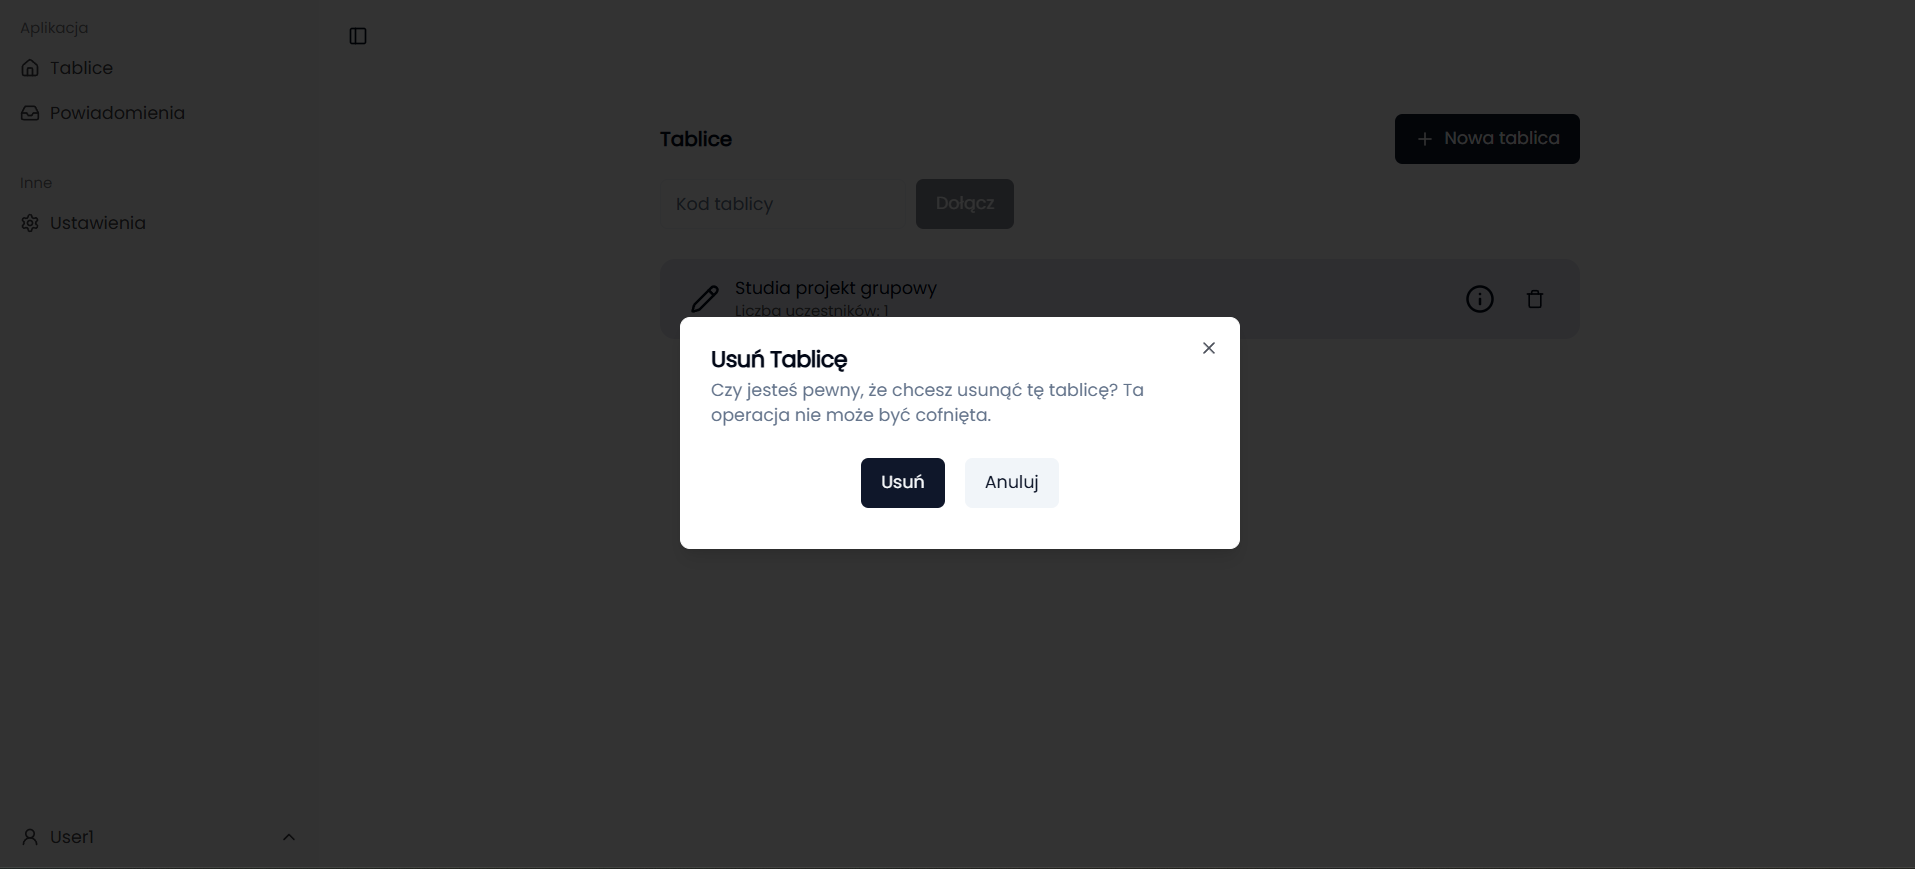 Aplikacja
Tablice
Powiadomienia
Inne
Ustawienia
Tablice
Nowa tablica
Kod tablicy
Dołącz
Studia projekt grupowy
Liczba uczestników: 1
Usuń Tablicę
Czy jesteś pewny, że chcesz usunąć tę tablicę? Ta
operacja nie może być cofnięta.
Usuń
Anuluj
User1